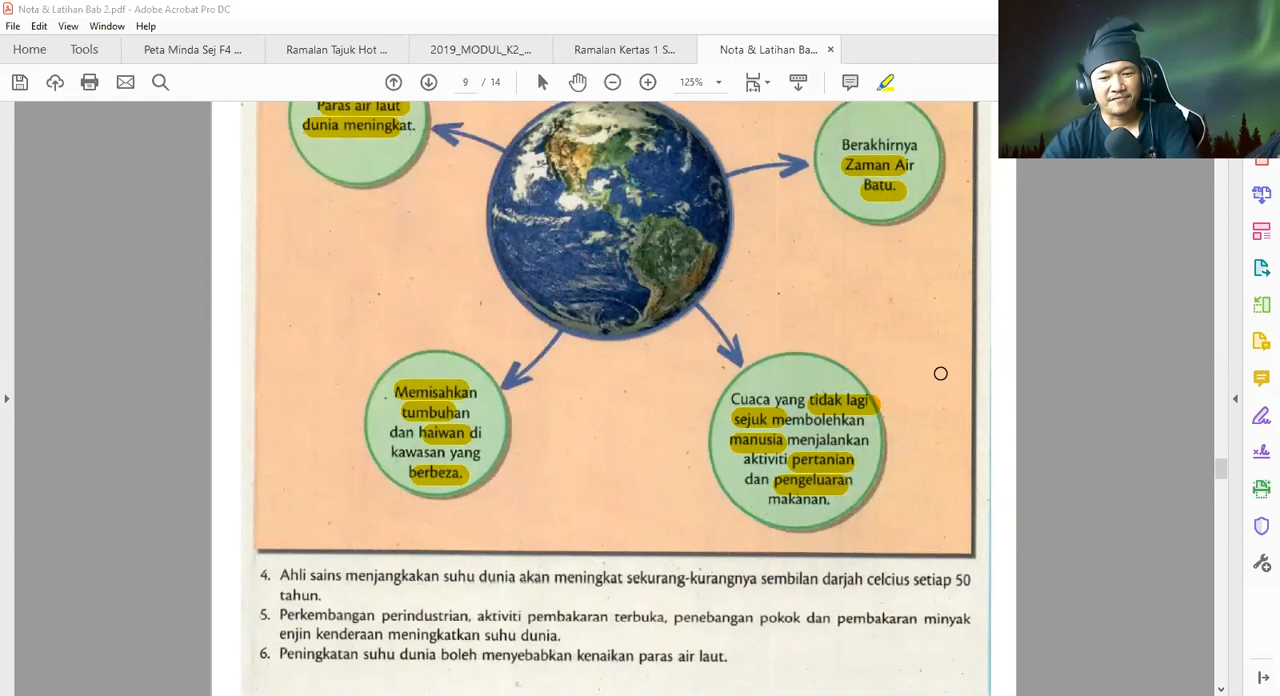 Nota & Latihan Bab 2.pdf - Adobe Acrobat Pro DC
File Edit View Window Help
Home Tools Peta Minda Sej F4 ... Ramalan Tajuk Hot ... 2019_MODUL_K2_... Ramalan Kertas 1 S... Nota & Latihan Ba... ×
9 / 14 125%
Paras air laut
dunia meningkat.
Berakhirnya
Zaman Air
Batu.
Memisahkan
tumbuhan
dan haiwan di
kawasan yang
berbeza.
Cuaca yang tidak lagi
sejuk membolehkan
manusia menjalankan
aktiviti pertanian
dan pengeluaran
makanan.
4. Ahli sains menjangkakan suhu dunia akan meningkat sekurang-kurangnya sembilan darjah celcius setiap 50
tahun.
5. Perkembangan perindustrian, aktiviti pembakaran terbuka, penebangan pokok dan pembakaran minyak
enjin kenderaan meningkatkan suhu dunia.
6. Peningkatan suhu dunia boleh menyebabkan kenaikan paras air laut.